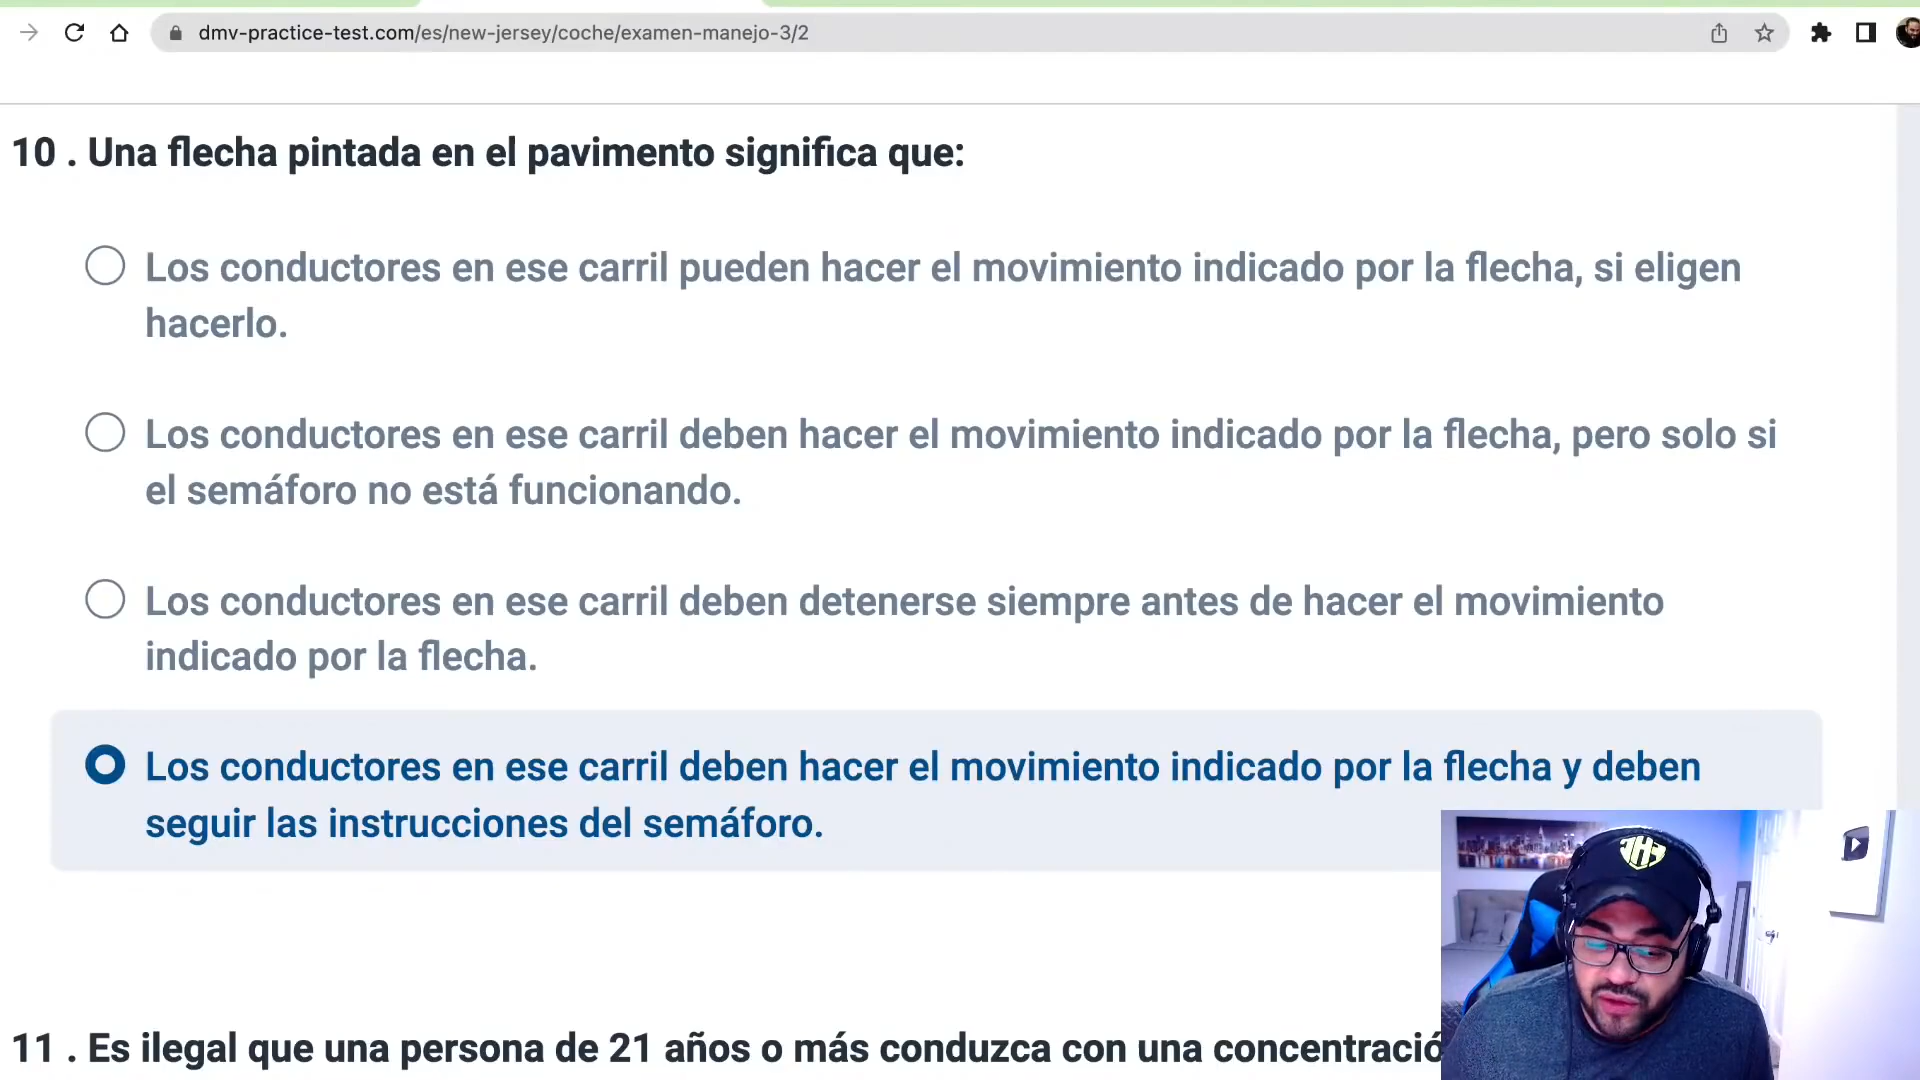 dmv-practice-test.com/es/new-jersey/coche/examen-manejo-3/2
10 . Una flecha pintada en el pavimento significa que:
Los conductores en ese carril pueden hacer el movimiento indicado por la flecha, si eligen
hacerlo.
Los conductores en ese carril deben hacer el movimiento indicado por la flecha, pero solo si
el semáforo no está funcionando.
Los conductores en ese carril deben detenerse siempre antes de hacer el movimiento
indicado por la flecha.
Los conductores en ese carril deben hacer el movimiento indicado por la flecha y deben
seguir las instrucciones del semáforo.
11 . Es ilegal que una persona de 21 años o más conduzca con una concentració